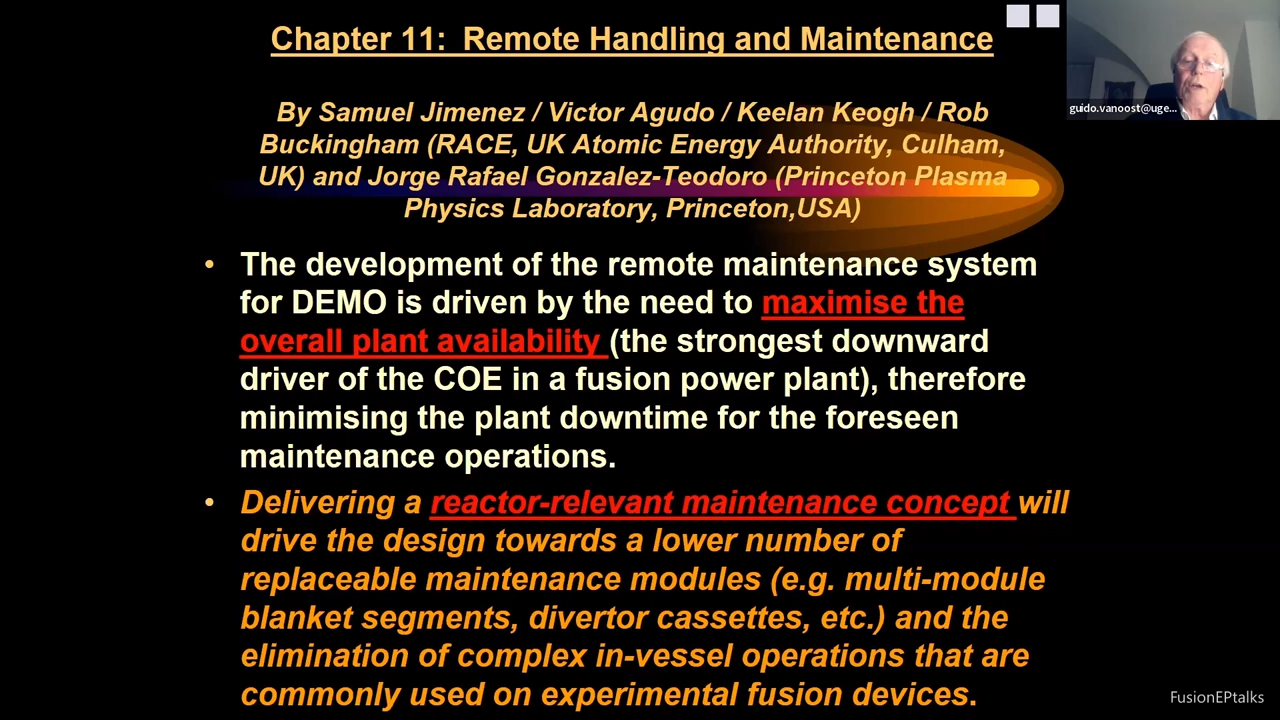 Chapter 11: Remote Handling and Maintenance
guido.vanoost@uge...
By Samuel Jimenez / Victor Agudo / Keelan Keogh / Rob
Buckingham (RACE, UK Atomic Energy Authority, Culham,
UK) and Jorge Rafael Gonzalez-Teodoro (Princeton Plasma
Physics Laboratory, Princeton,USA)
• The development of the remote maintenance system
for DEMO is driven by the need to maximise the
overall plant availability (the strongest downward
driver of the COE in a fusion power plant), therefore
minimising the plant downtime for the foreseen
maintenance operations.
• Delivering a reactor-relevant maintenance concept will
drive the design towards a lower number of
replaceable maintenance modules (e.g. multi-module
blanket segments, divertor cassettes, etc.) and the
elimination of complex in-vessel operations that are
commonly used on experimental fusion devices.
FusionEPtalks